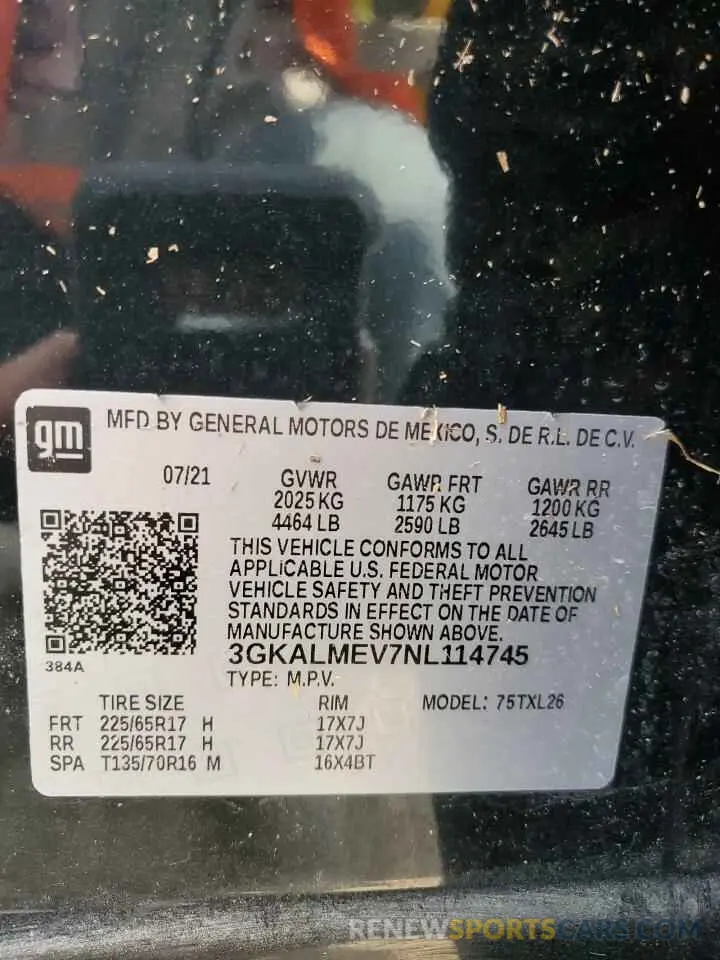 gm
MFD BY GENERAL MOTORS DE MEXICO, S. DE R.L. DE C.V.
07/21 GVWR GAWR FRT GAWR RR
2025 KG 1175 KG 1200 KG
4464 LB 2590 LB 2645 LB
THIS VEHICLE CONFORMS TO ALL
APPLICABLE U.S. FEDERAL MOTOR
VEHICLE SAFETY AND THEFT PREVENTION
STANDARDS IN EFFECT ON THE DATE OF
MANUFACTURE SHOWN ABOVE.
384A
3GKALMEV7NL114745
TYPE: M.P.V.
TIRE SIZE RIM MODEL: 75TXL26
FRT 225/65R17 H 17X7J
RR 225/65R17 H 17X7J
SPA T135/70R16 M 16X4BT
RENEWSPORTSCARS.COM